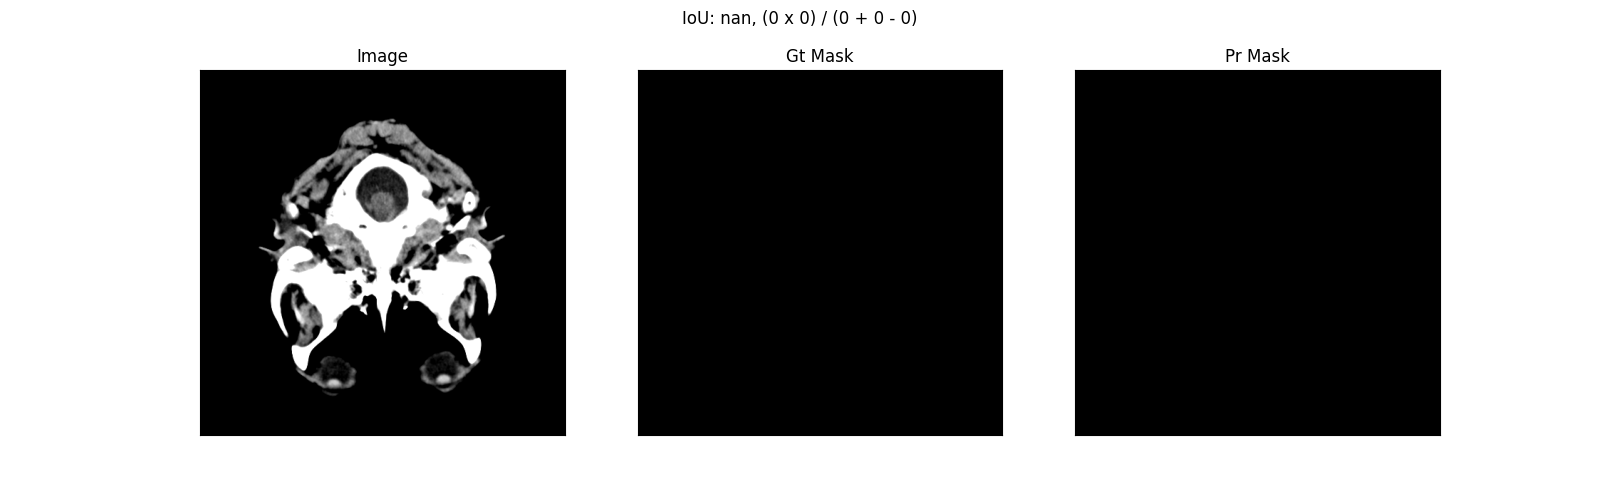 IoU: nan, (0 x 0) / (0 + 0 - 0)
Image
Gt Mask
Pr Mask